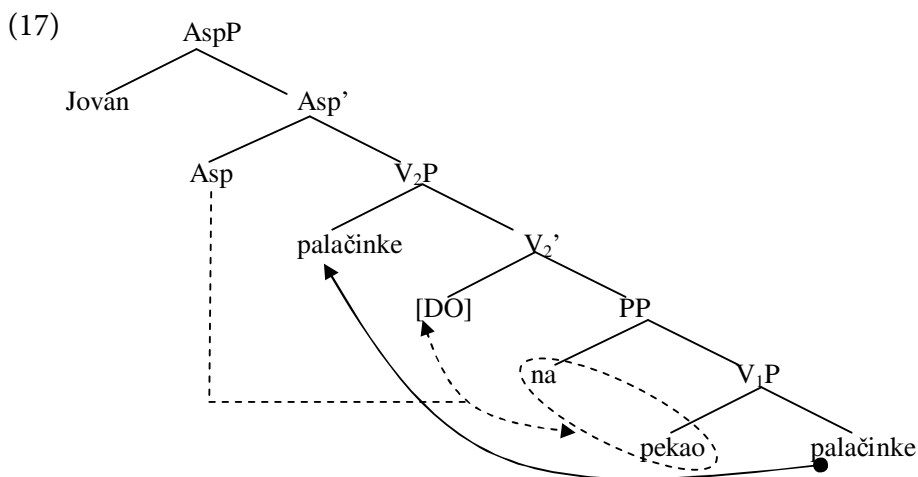 (17)
AspP
Jovan Asp’
Asp V₂P
palačinke V₂’
[DO] PP
na V₁P
pekao palačinke